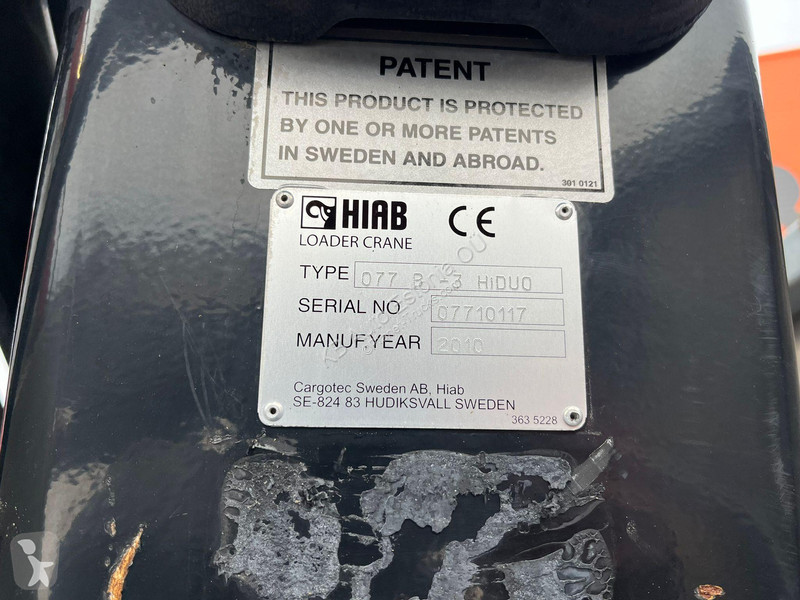 PATENT
THIS PRODUCT IS PROTECTED
BY ONE OR MORE PATENTS
IN SWEDEN AND ABROAD.
301 0121
HIAB CE
LOADER CRANE
TYPE 077 -3 HiDUO
SERIAL NO 07710117
MANUF.YEAR 2010
Cargotec Sweden AB, Hiab
SE-824 83 HUDIKSVALL SWEDEN
363 5228